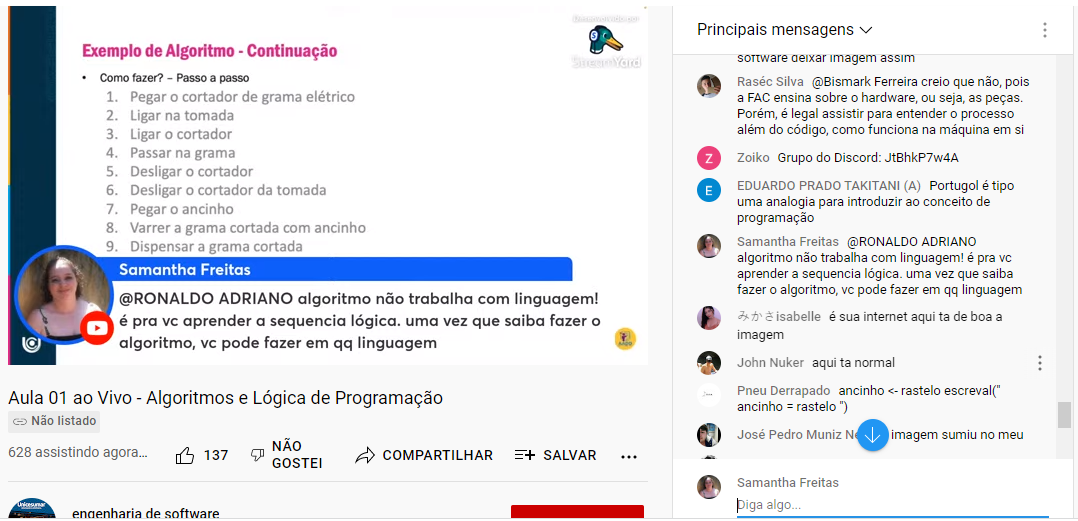 Desenvolvido por
StreamYard
Exemplo de Algoritmo - Continuação
• Como fazer? – Passo a passo
1. Pegar o cortador de grama elétrico
2. Ligar na tomada
3. Ligar o cortador
4. Passar na grama
5. Desligar o cortador
6. Desligar o cortador da tomada
7. Pegar o ancinho
8. Varrer a grama cortada com ancinho
9. Dispensar a grama cortada
Samantha Freitas
@RONALDO ADRIANO algoritmo não trabalha com linguagem!
é pra vc aprender a sequencia lógica. uma vez que saiba fazer o
algoritmo, vc pode fazer em qq linguagem
Aula 01 ao Vivo - Algoritmos e Lógica de Programação
Não listado
628 assistindo agora...
137
NÃO
GOSTEI
COMPARTILHAR
SALVAR
Unicesumar
engenharia de software
Principais mensagens
software deixar imagem assim
Raséc Silva @Bismark Ferreira creio que não, pois
a FAC ensina sobre o hardware, ou seja, as peças.
Porém, é legal assistir para entender o processo
além do código, como funciona na máquina em si
Z
Zoiko Grupo do Discord: JtBhkP7w4A
E
EDUARDO PRADO TAKITANI (A) Portugol é tipo
uma analogia para introduzir ao conceito de
programação
Samantha Freitas @RONALDO ADRIANO
algoritmo não trabalha com linguagem! é pra vc
aprender a sequencia lógica. uma vez que saiba
fazer o algoritmo, vc pode fazer em qq linguagem
みかさisabelle é sua internet aqui ta de boa a
imagem
John Nuker aqui ta normal
Pneu Derrapado ancinho <- rastelo escreval("
ancinho = rastelo ")
José Pedro Muniz imagem sumiu no meu
Samantha Freitas
Diga algo...